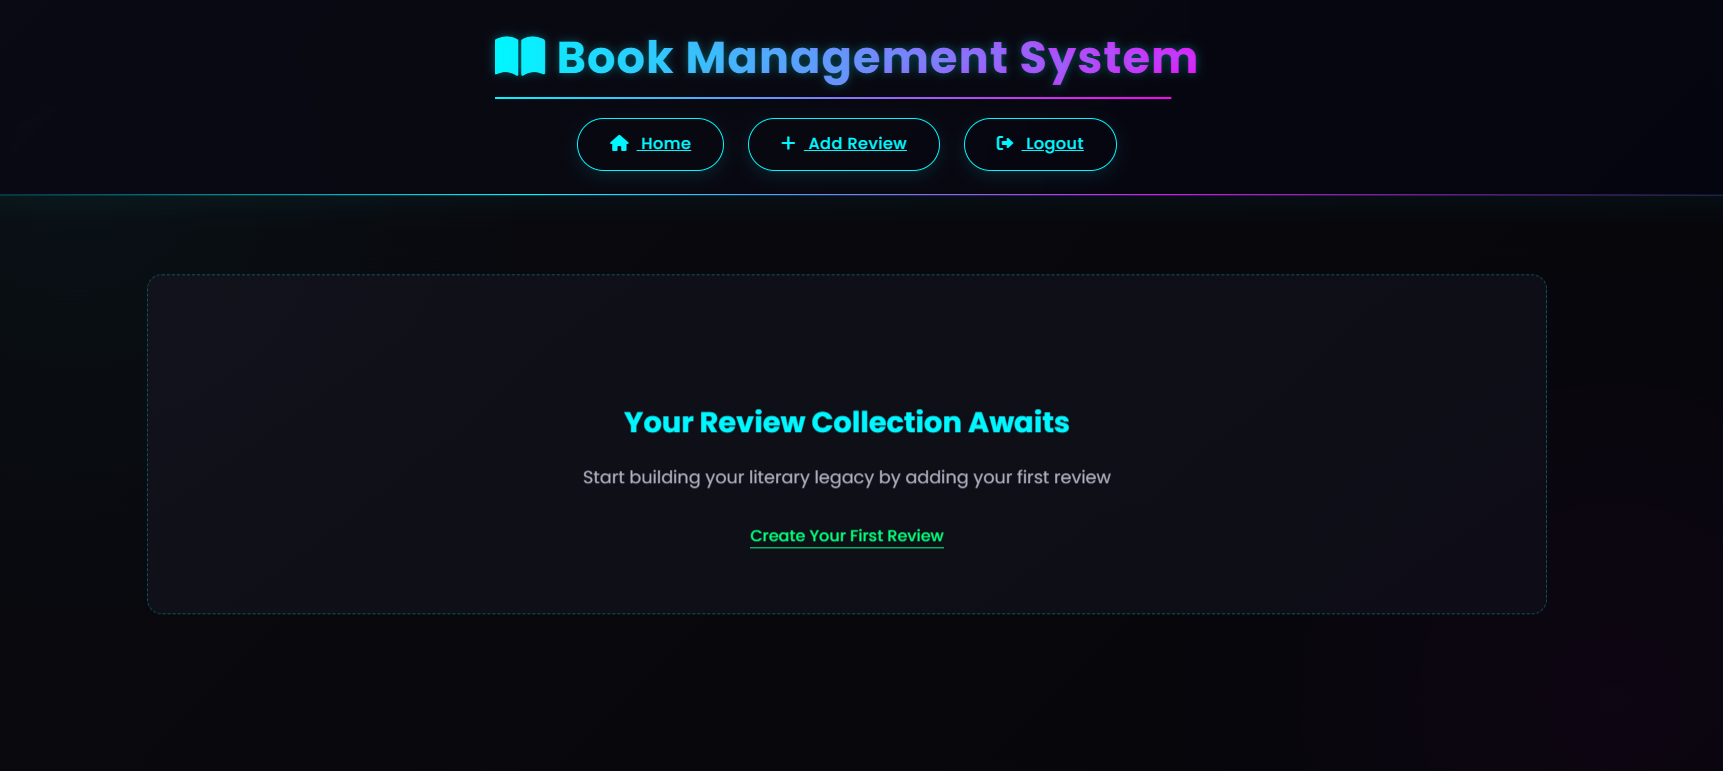 Book Management System
Home
Add Review
Logout
Your Review Collection Awaits
Start building your literary legacy by adding your first review
Create Your First Review